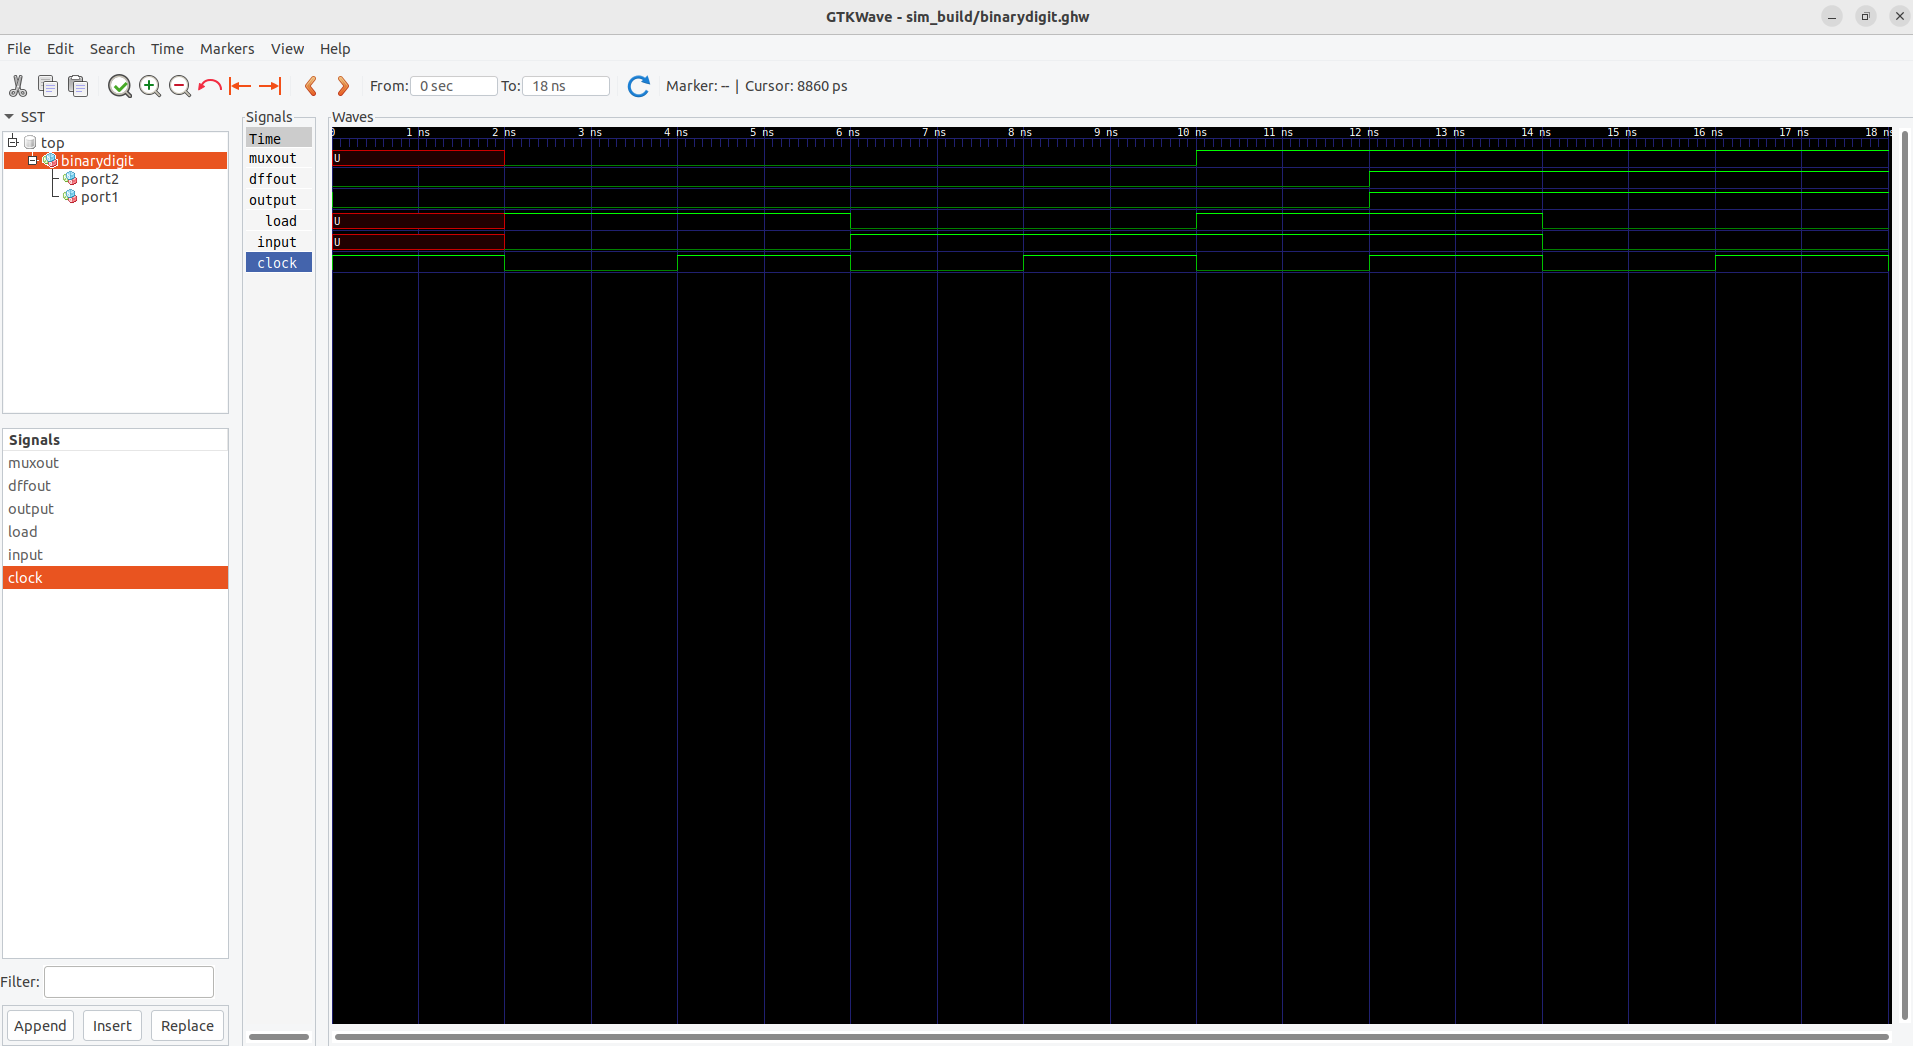 GTKWave - sim_build/binarydigit.ghw
File Edit Search Time Markers View Help
From: 0 sec To: 18 ns Marker: -- | Cursor: 8860 ps
SST
top
binarydigit
port2
port1
Signals
muxout
dffout
output
load
input
clock
Filter:
Append Insert Replace
Signals
Time
muxout
dffout
output
load
input
clock
Waves
0 1 ns 2 ns 3 ns 4 ns 5 ns 6 ns 7 ns 8 ns 9 ns 10 ns 11 ns 12 ns 13 ns 14 ns 15 ns 16 ns 17 ns 18 ns
U
U
U